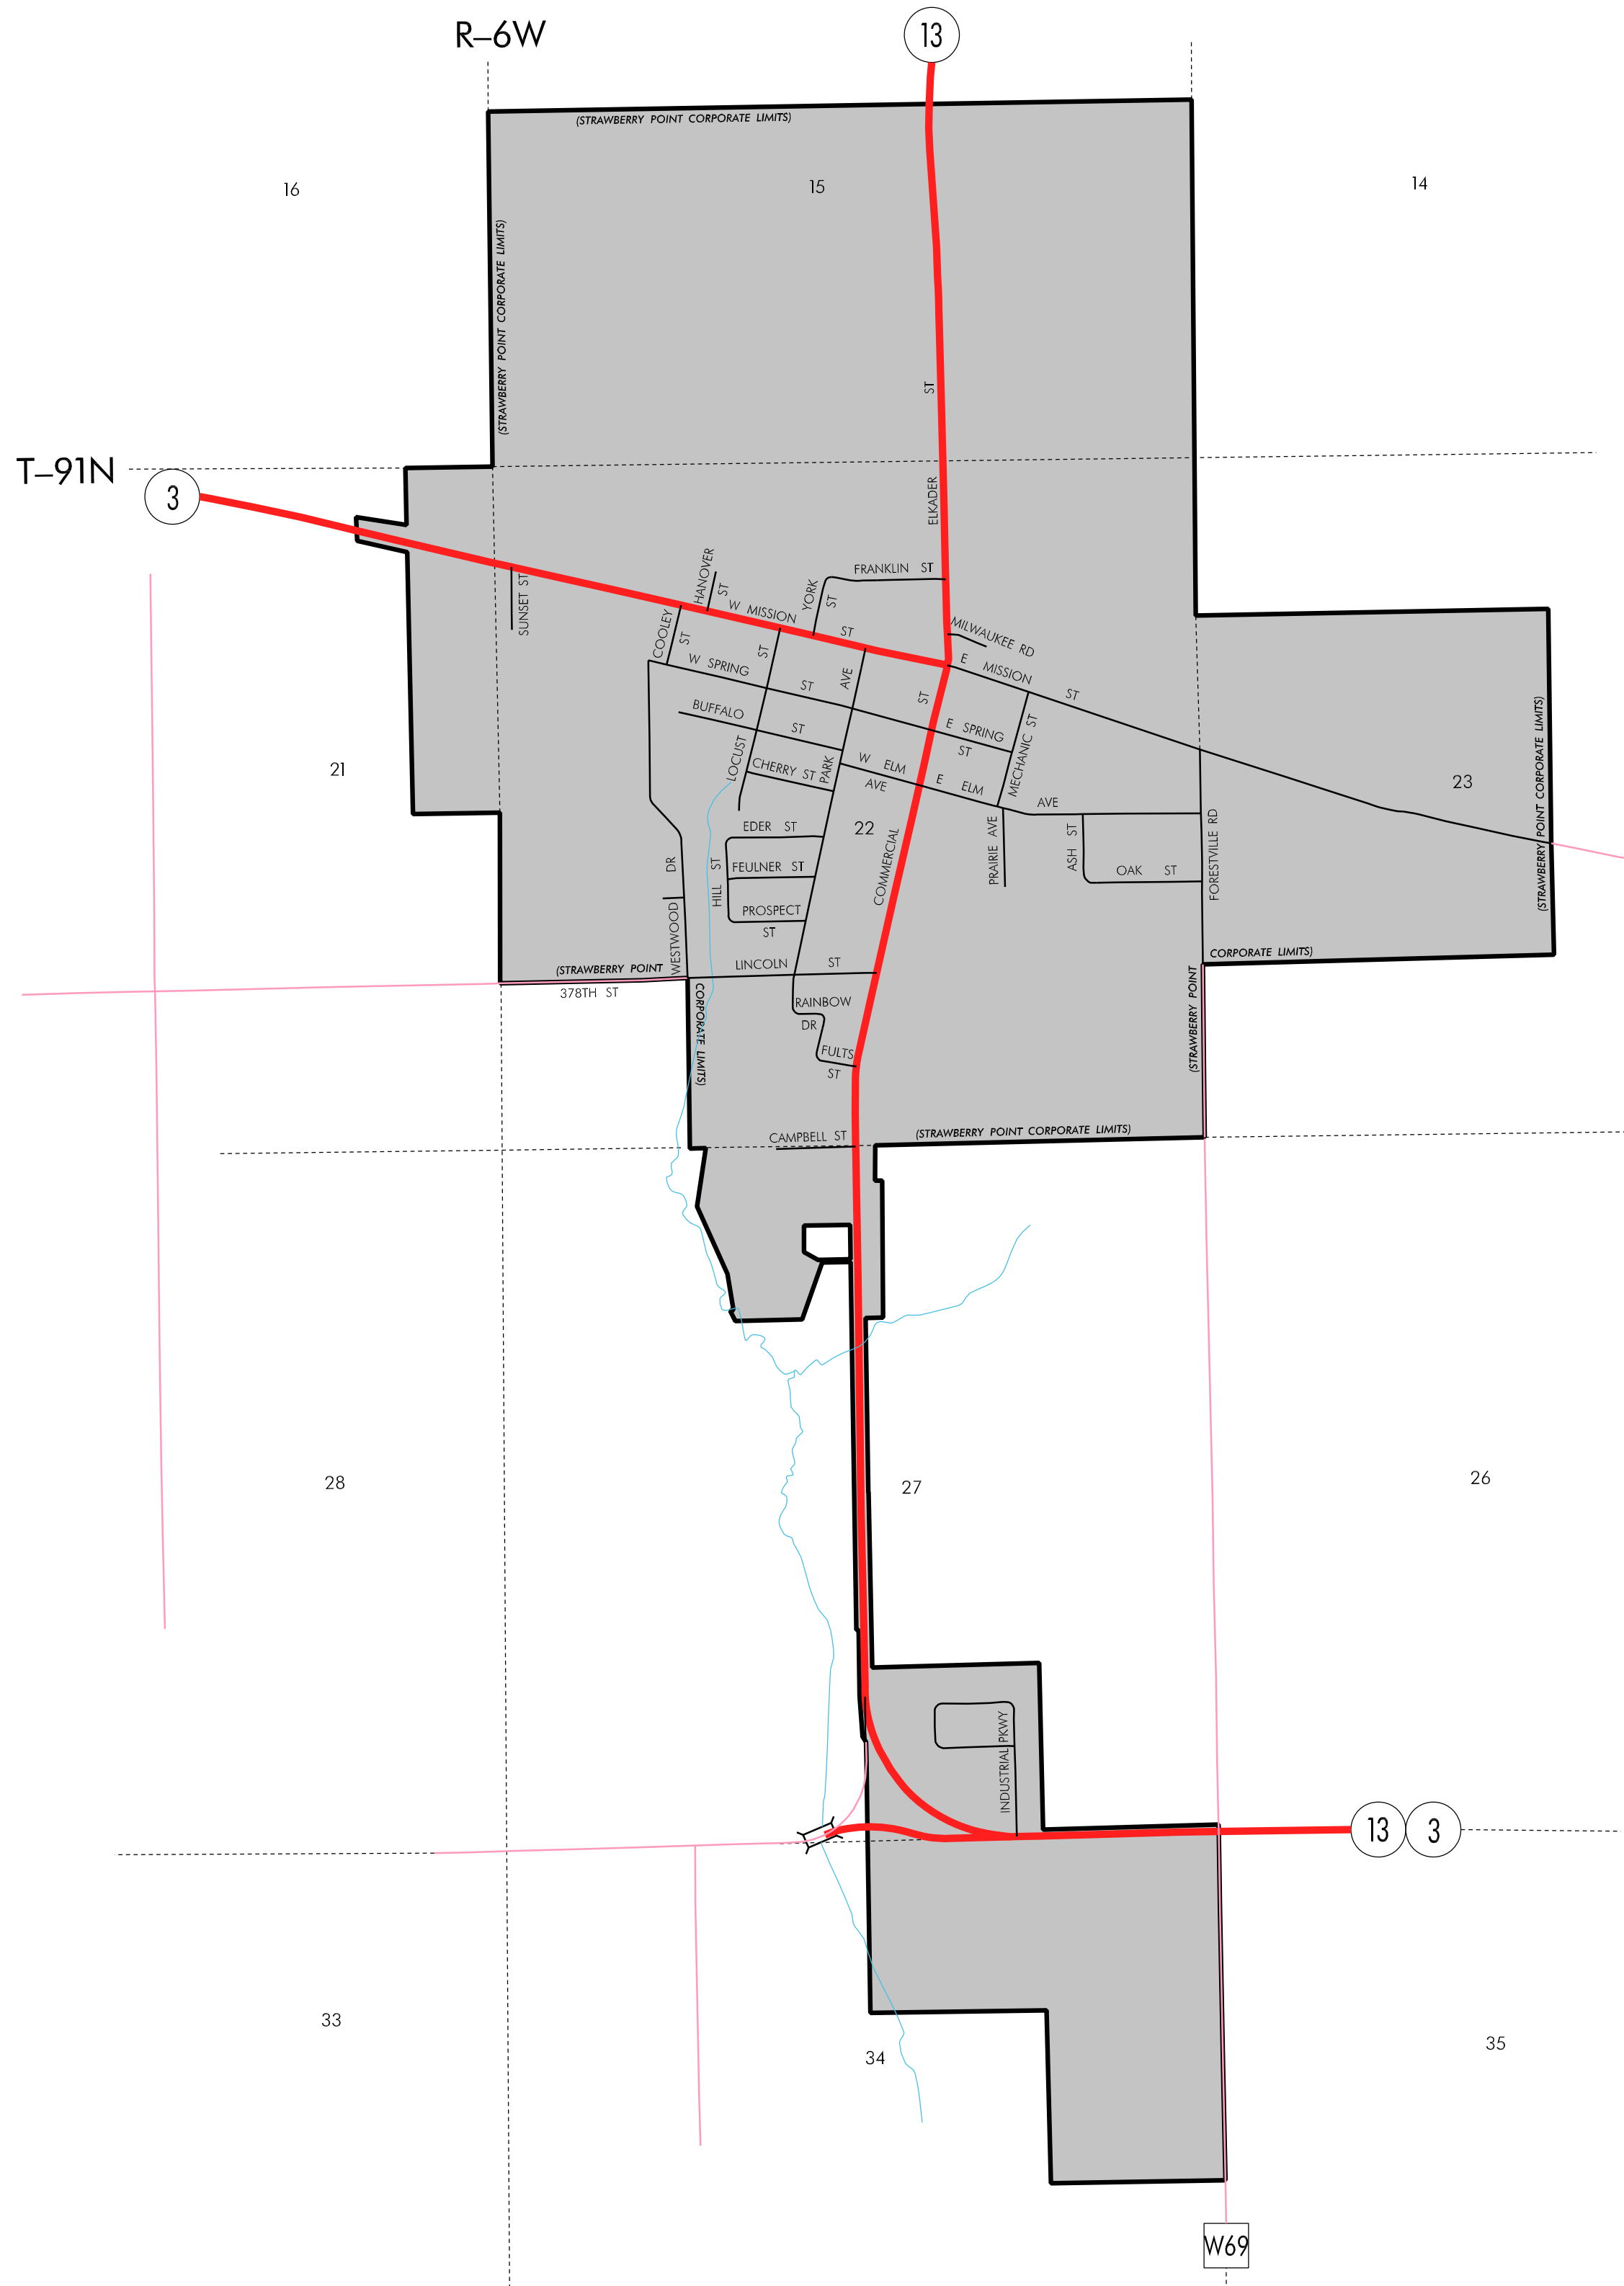 R–6W
13
(STRAWBERRY POINT CORPORATE LIMITS)
16
15
14
(STRAWBERRY POINT CORPORATE LIMITS)
ST
ELKADER
T–91N
3
FRANKLIN ST
HANOVER
ST
YORK
ST
SUNSET ST
W MISSION
ST
COOLEY
ST
MILWAUKEE RD
E MISSION
ST
W SPRING
ST
ST
AVE
ST
BUFFALO
ST
E SPRING
ST
MECHANIC ST
LOCUST
CHERRY ST
PARK
W ELM
AVE
E ELM
AVE
21
22
23
(STRAWBERRY POINT CORPORATE LIMITS)
EDER ST
FEULNER ST
HILL ST
PROSPECT
ST
COMMERCIAL
PRAIRIE AVE
ASH ST
OAK ST
FORESTVILLE RD
WESTWOOD DR
LINCOLN ST
(STRAWBERRY POINT
CORPORATE LIMITS)
378TH ST
CORPORATE LIMITS)
(STRAWBERRY POINT
RAINBOW
DR
FULTS
ST
CAMPBELL ST
(STRAWBERRY POINT CORPORATE LIMITS)
28
27
26
INDUSTRIAL PKWY
13
3
33
34
35
W69